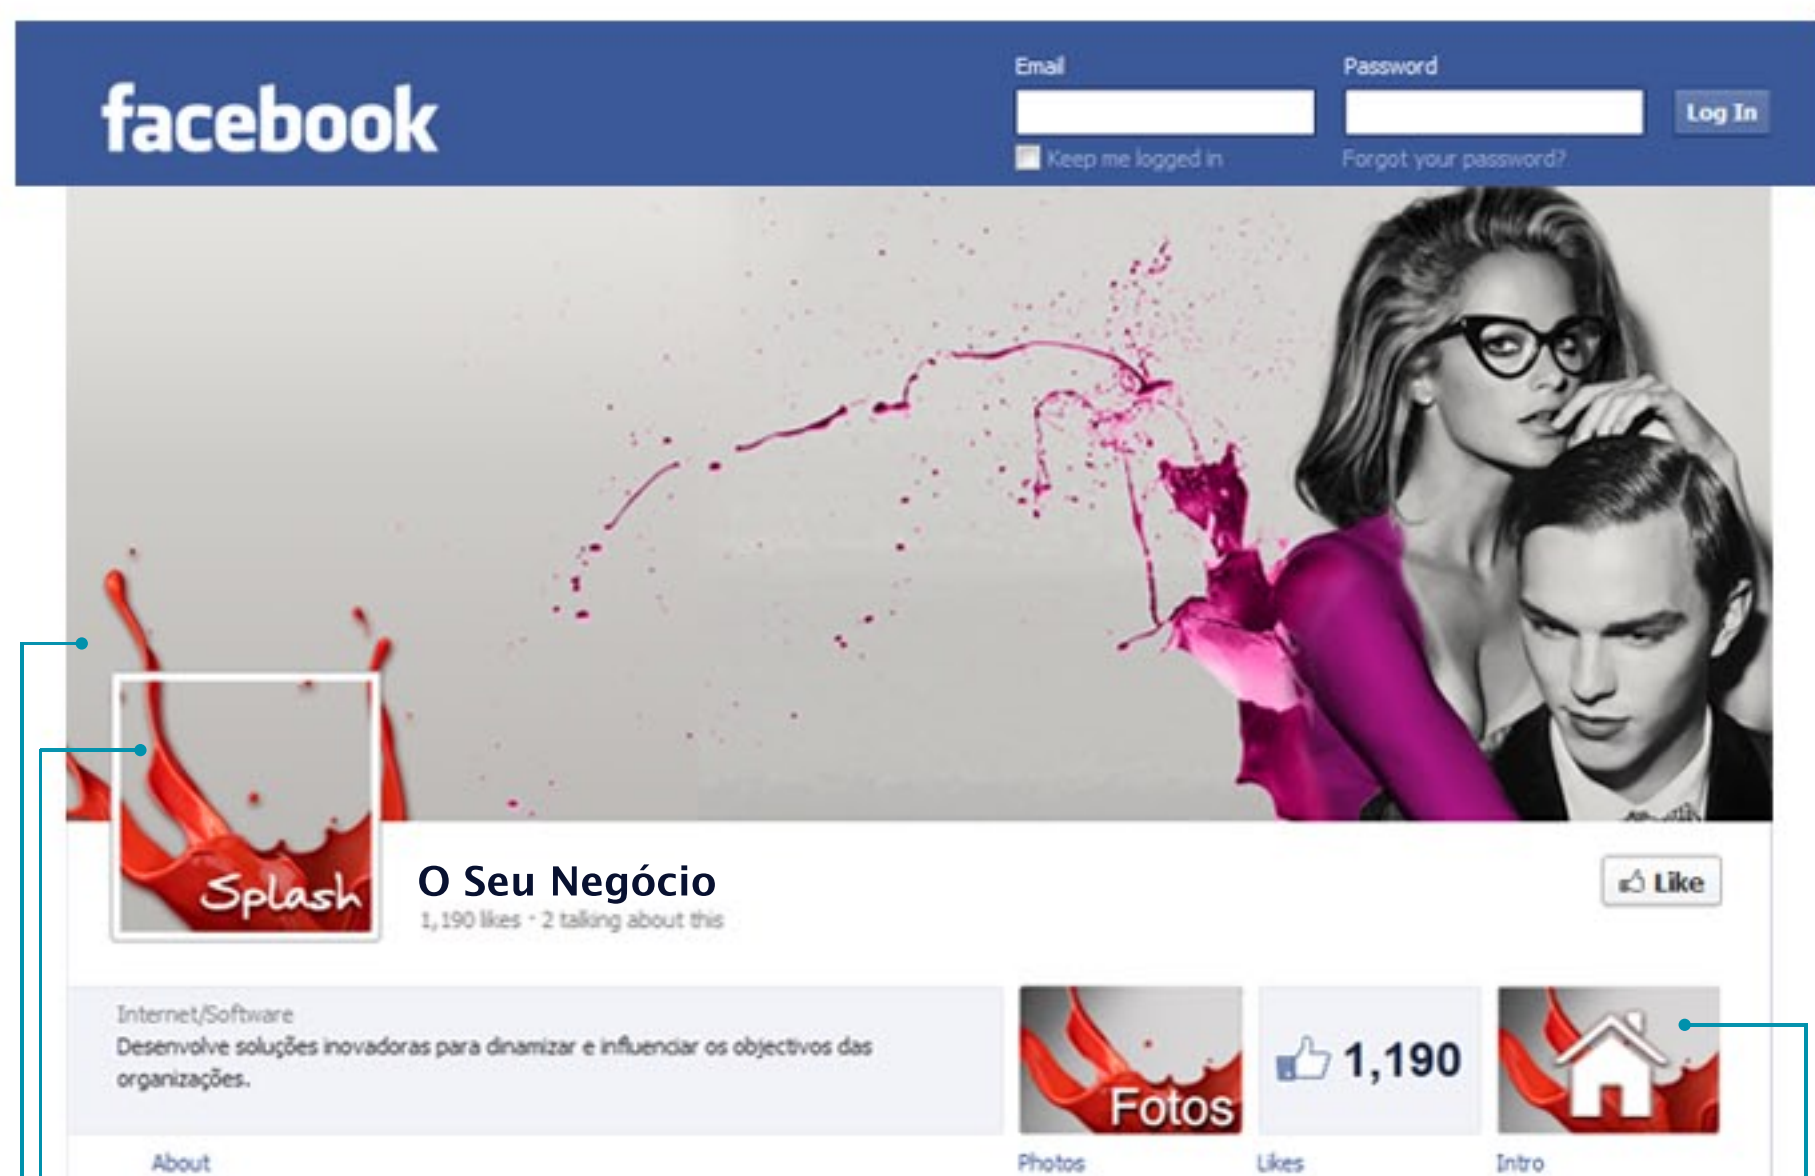 facebook
Email
Password
Log In
Keep me logged in
Forgot your password?
Splash
O Seu Negócio
1,190 likes · 2 talking about this
Like
Internet/Software
Desenvolve soluções inovadoras para dinamizar e influenciar os objectivos das
organizações.
Fotos
1,190
About
Photos
Likes
Intro